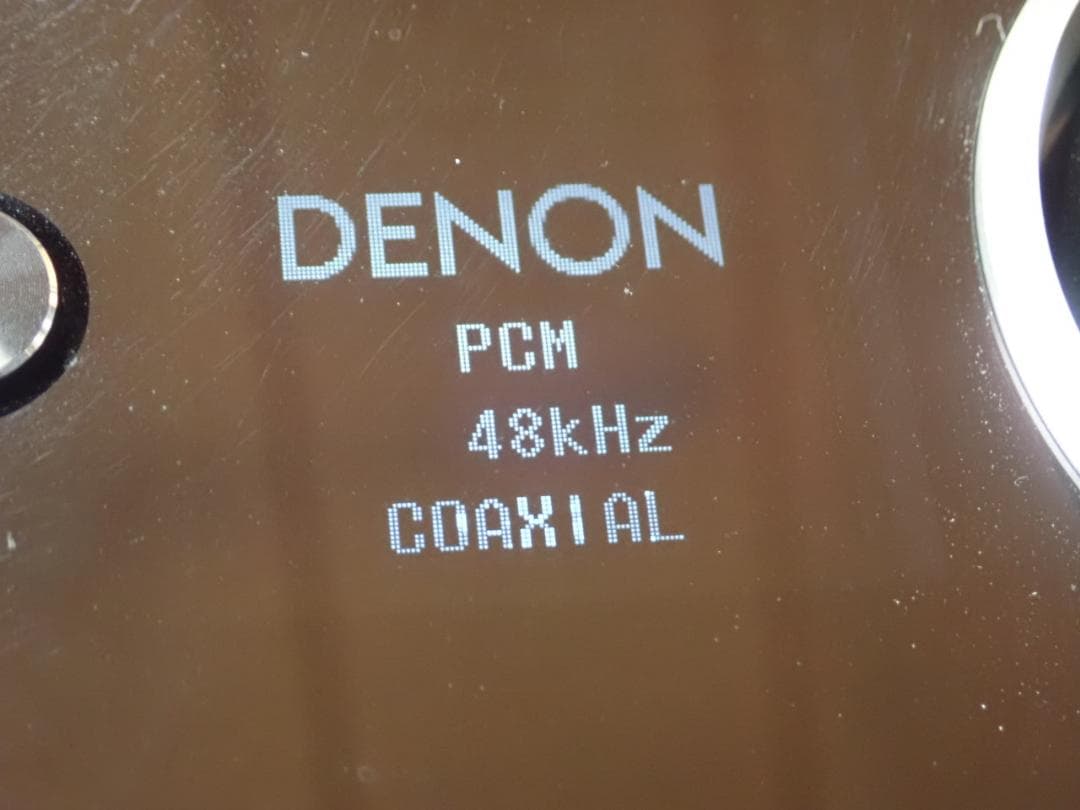 DENON
PCM
48kHz
COAXIAL